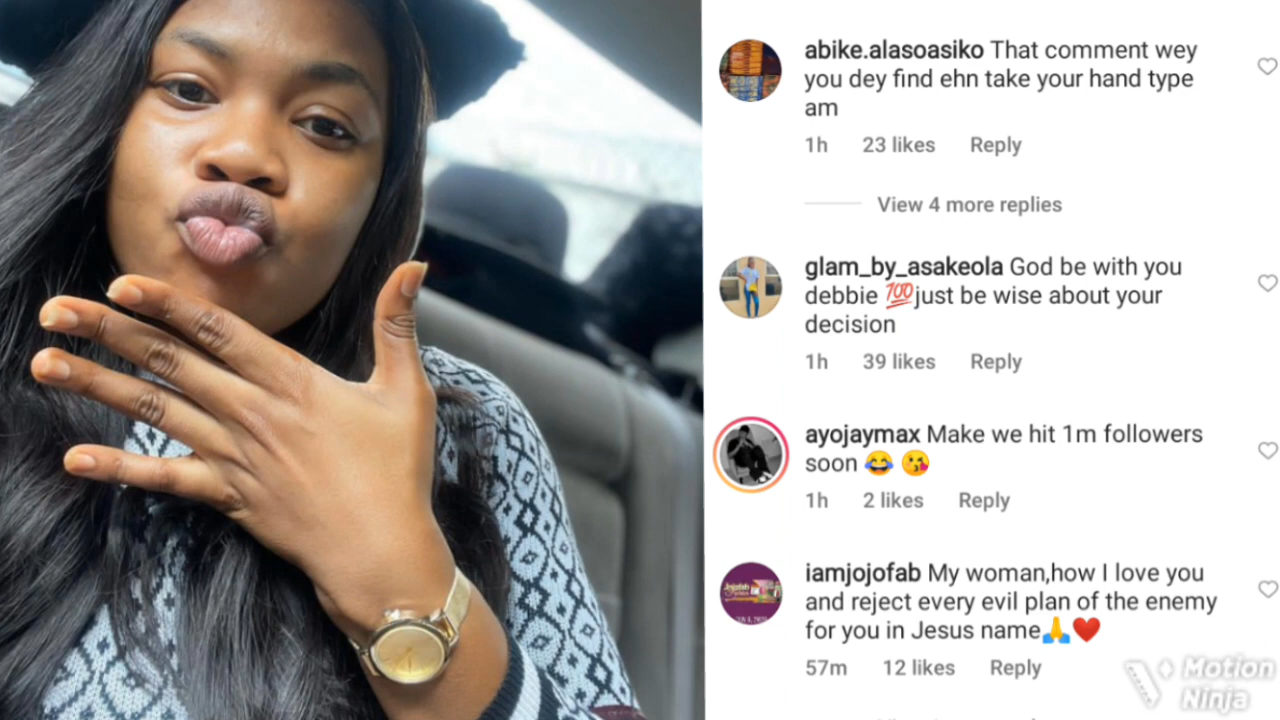 abike.alasoasiko That comment wey
you dey find ehn take your hand type
am
1h 23 likes Reply
View 4 more replies
glam_by_asakeola God be with you
debbie 💯just be wise about your
decision
1h 39 likes Reply
ayojaymax Make we hit 1m followers
soon 😂 😘
1h 2 likes Reply
iamjojofab My woman,how I love you
and reject every evil plan of the enemy
for you in Jesus name🙏❤️
57m 12 likes Reply
Motion
Ninja